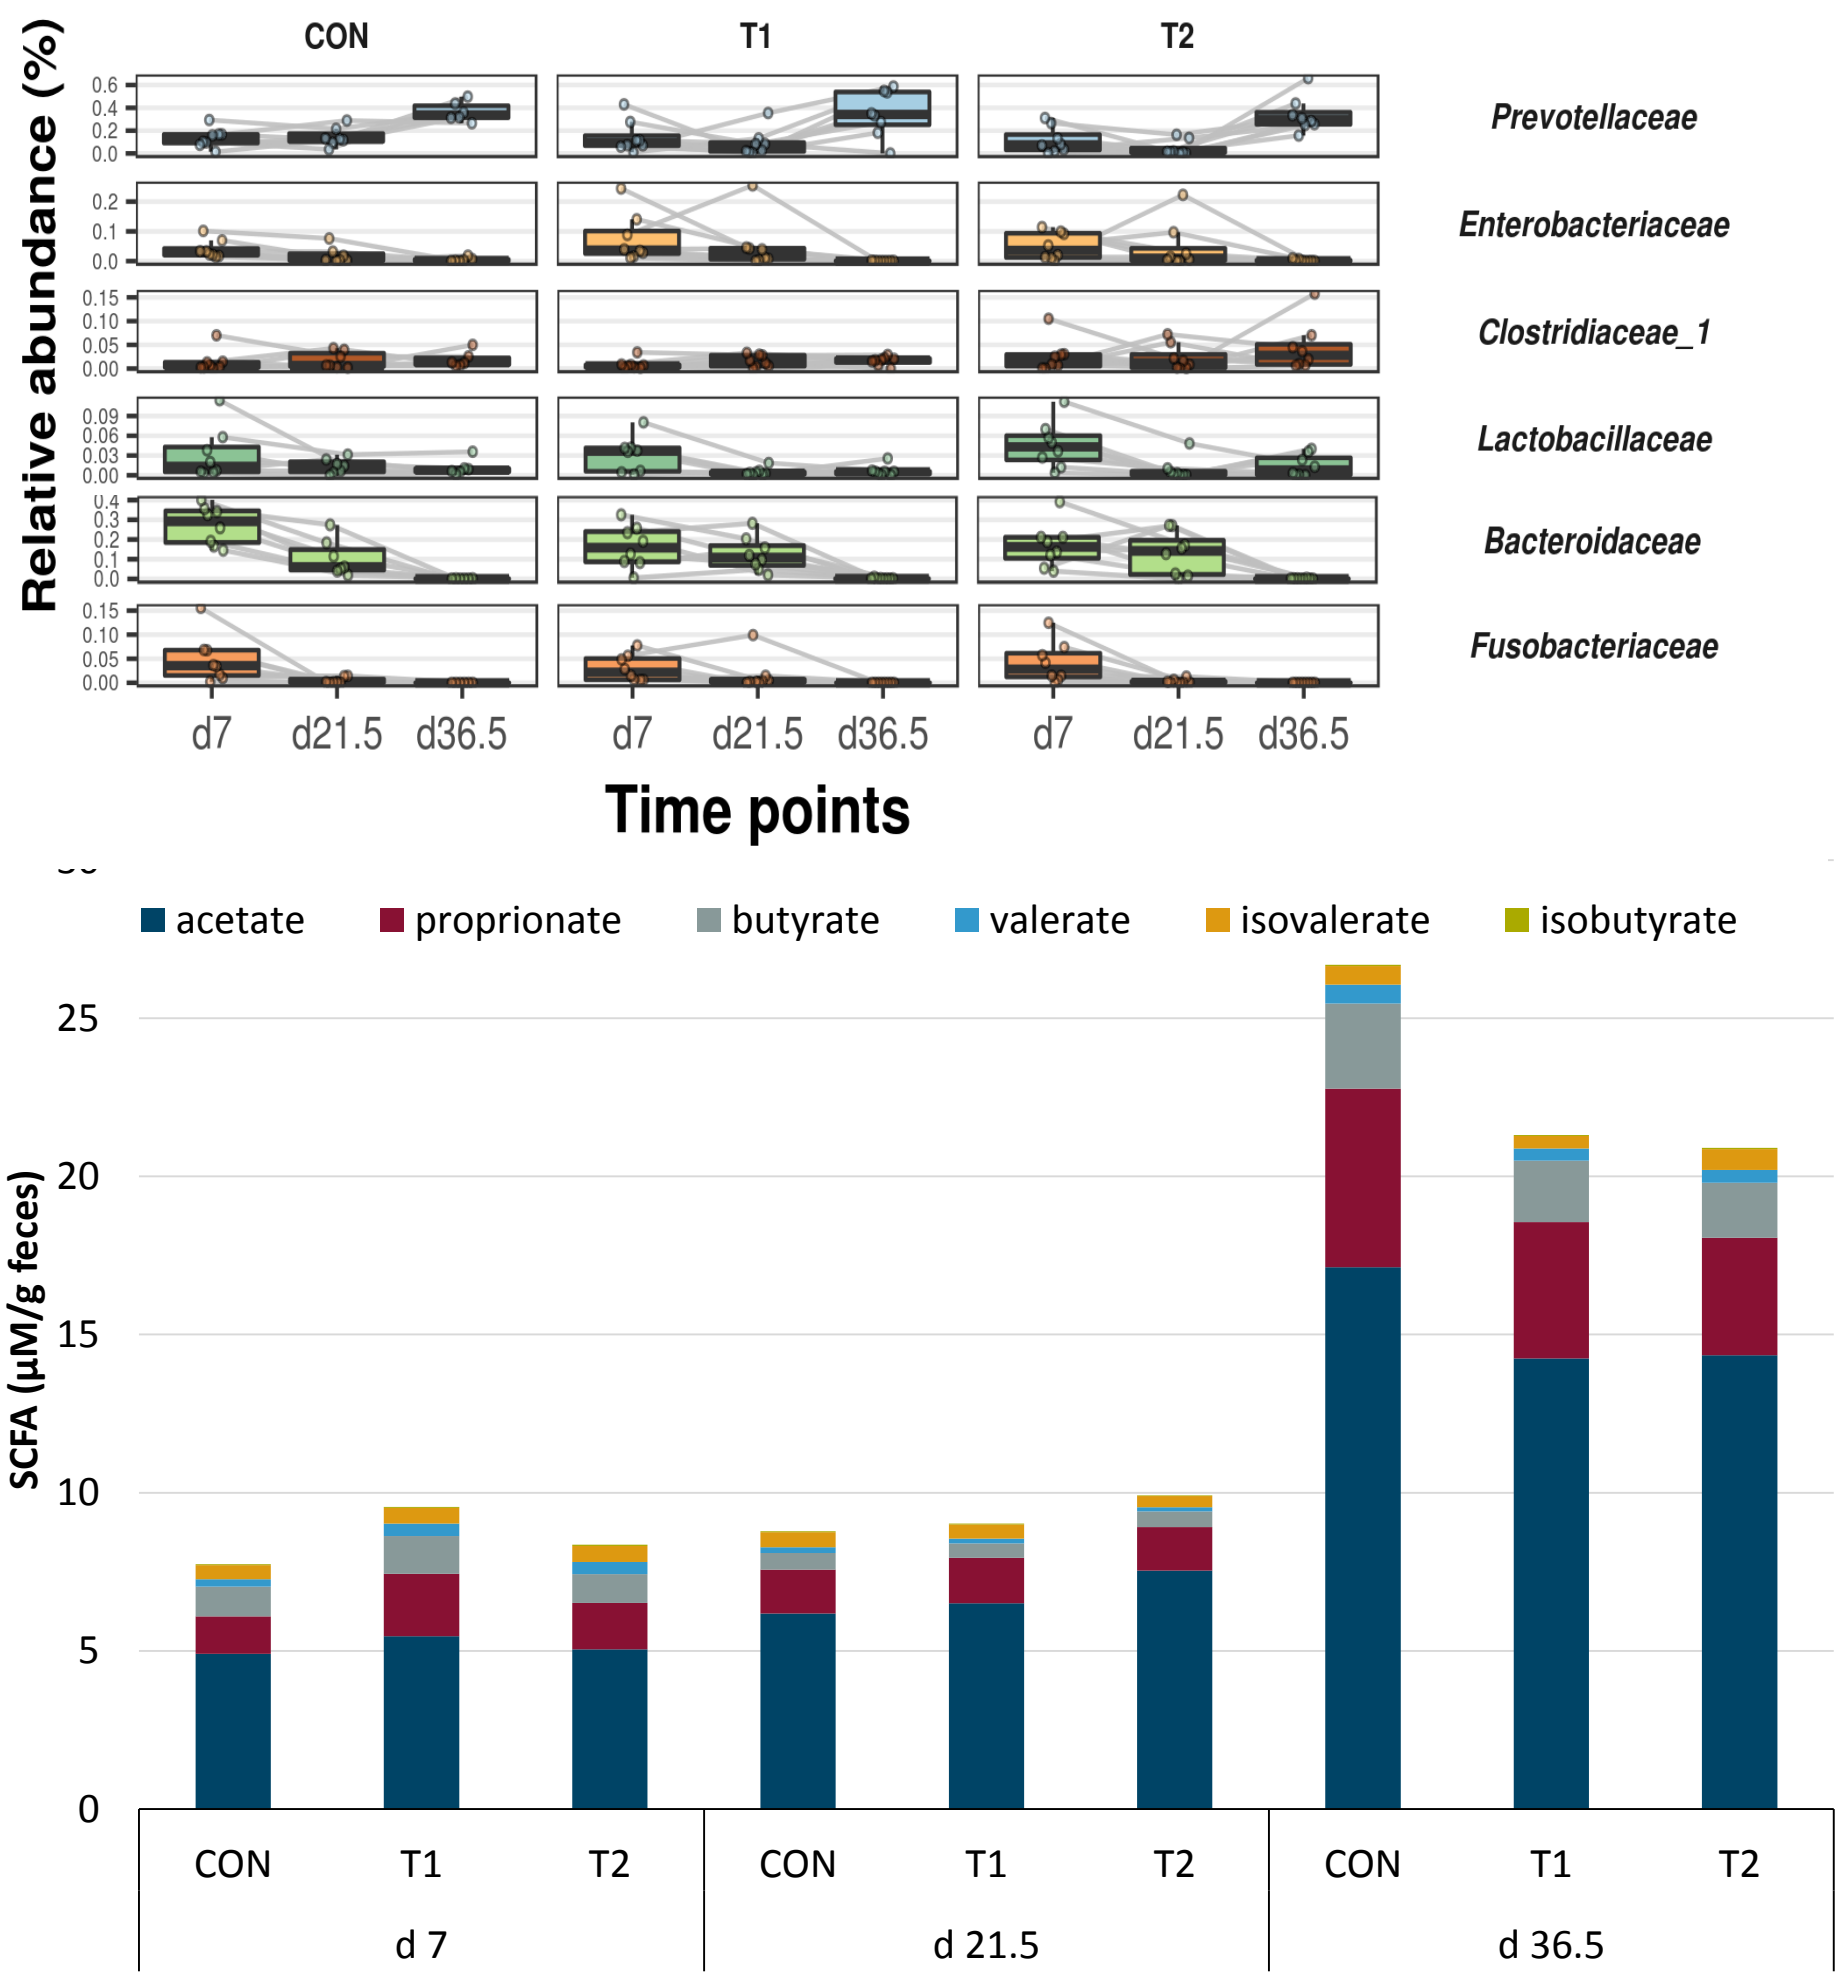 CON T1 T2
Relative abundance (%)
0.6
0.4
0.2
0.0
Prevotellaceae
0.2
0.1
0.0
Enterobacteriaceae
0.15
0.10
0.05
0.00
Clostridiaceae_1
0.09
0.06
0.03
0.00
Lactobacillaceae
0.4
0.3
0.2
0.1
0.0
Bacteroidaceae
0.15
0.10
0.05
0.00
Fusobacteriaceae
d7 d21.5 d36.5 d7 d21.5 d36.5 d7 d21.5 d36.5
Time points
acetate proprionate butyrate valerate isovalerate isobutyrate
SCFA (µM/g feces)
25
20
15
10
5
0
CON T1 T2 CON T1 T2 CON T1 T2
d 7 d 21.5 d 36.5